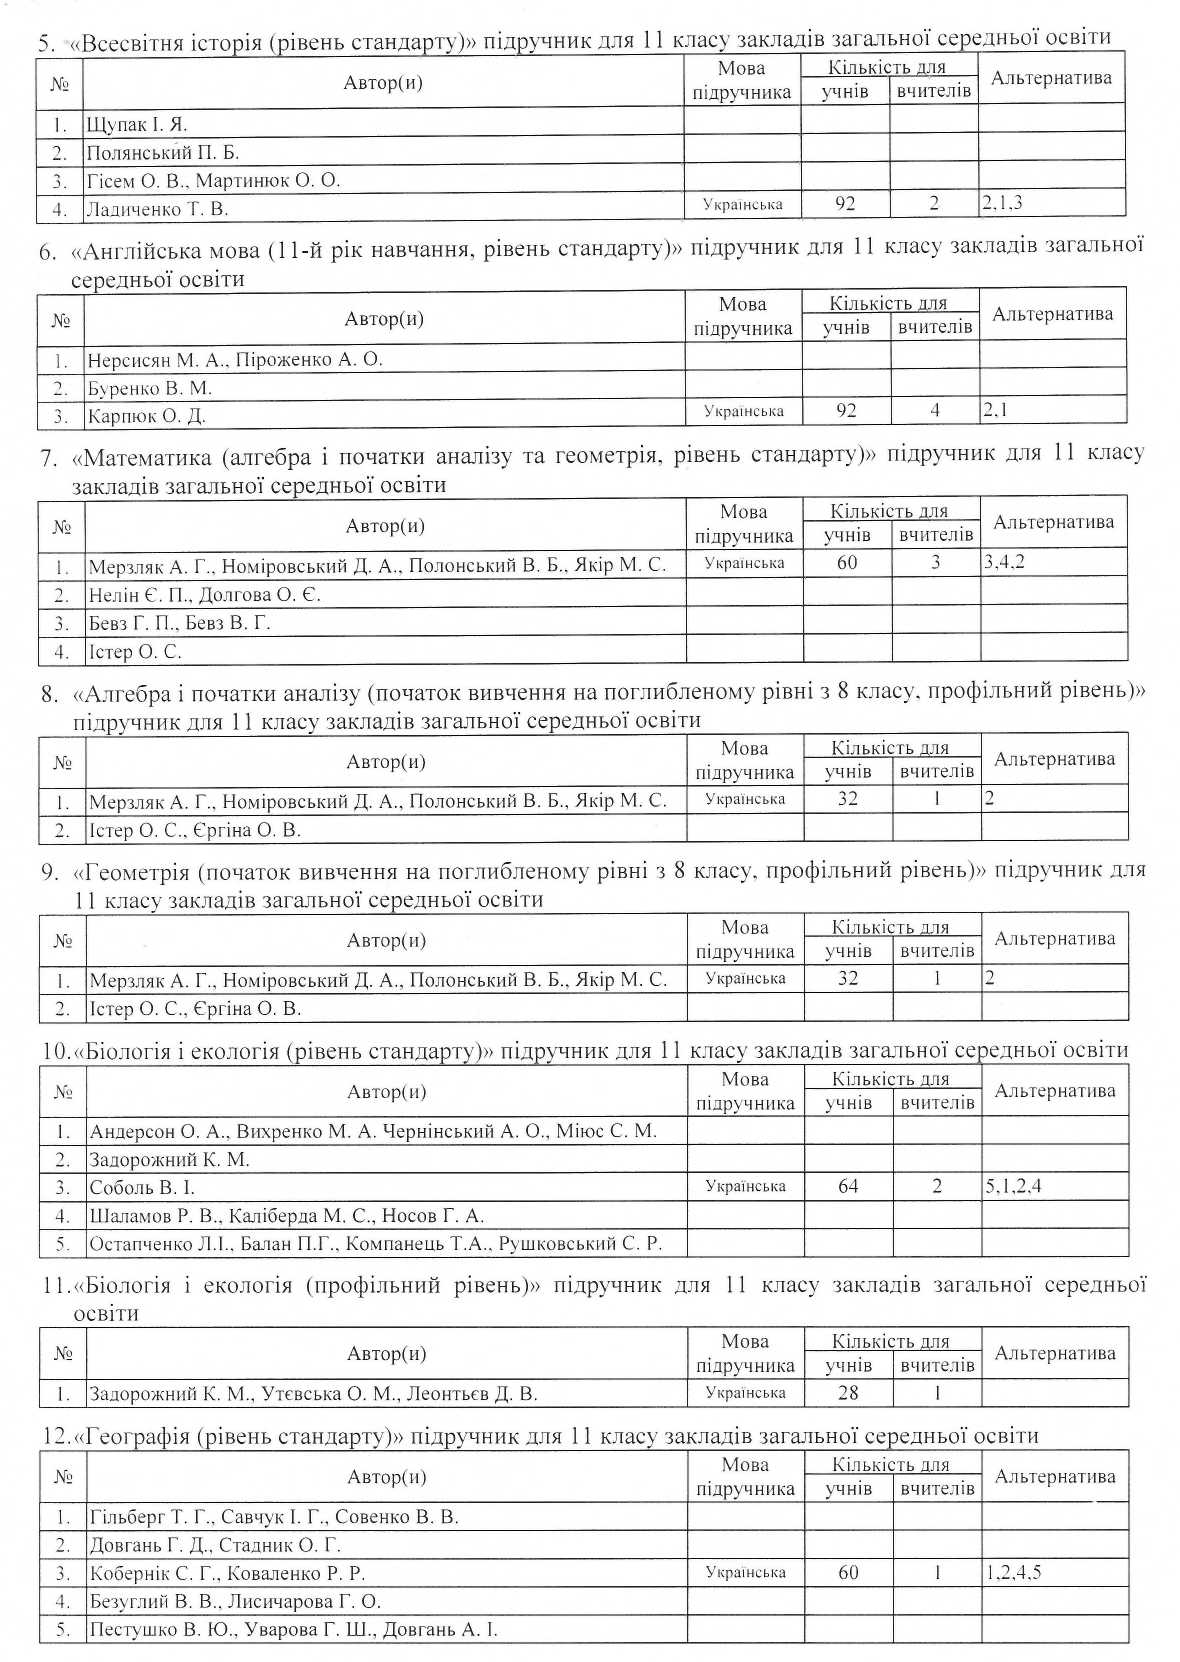 5. «Всесвітня історія (рівень стандарту)» підручник для 11 класу закладів загальної середньої освіти
№ Автор(и) Мова підручника Кількість для учнів вчителів Альтернатива
1. Щупак І. Я.
2. Полянський П. Б.
3. Гісем О. В., Мартинюк О. О.
4. Ладиченко Т. В. Українська 92 2 2,1,3
6. «Англійська мова (11-й рік навчання, рівень стандарту)» підручник для 11 класу закладів загальної
середньої освіти
№ Автор(и) Мова підручника Кількість для учнів вчителів Альтернатива
1. Нерсисян М. А., Піроженко А. О.
2. Буренко В. М.
3. Карпюк О. Д. Українська 92 4 2,1
7. «Математика (алгебра і початки аналізу та геометрія, рівень стандарту)» підручник для 11 класу
закладів загальної середньої освіти
№ Автор(и) Мова підручника Кількість для учнів вчителів Альтернатива
1. Мерзляк А. Г., Номіровський Д. А., Полонський В. Б., Якір М. С. Українська 60 3 3,4,2
2. Нелін Є. П., Долгова О. Є.
3. Бевз Г. П., Бевз В. Г.
4. Істер О. С.
8. «Алгебра і початки аналізу (початок вивчення на поглибленому рівні з 8 класу, профільний рівень)»
підручник для 11 класу закладів загальної середньої освіти
№ Автор(и) Мова підручника Кількість для учнів вчителів Альтернатива
1. Мерзляк А. Г., Номіровський Д. А., Полонський В. Б., Якір М. С. Українська 32 1 2
2. Істер О. С., Єргіна О. В.
9. «Геометрія (початок вивчення на поглибленому рівні з 8 класу, профільний рівень)» підручник для
11 класу закладів загальної середньої освіти
№ Автор(и) Мова підручника Кількість для учнів вчителів Альтернатива
1. Мерзляк А. Г., Номіровський Д. А., Полонський В. Б., Якір М. С. Українська 32 1 2
2. Істер О. С., Єргіна О. В.
10.«Біологія і екологія (рівень стандарту)» підручник для 11 класу закладів загальної середньої освіти
№ Автор(и) Мова підручника Кількість для учнів вчителів Альтернатива
1. Андерсон О. А., Вихренко М. А. Чернінський А. О., Міюс С. М.
2. Задорожний К. М.
3. Соболь В. І. Українська 64 2 5,1,2,4
4. Шаламов Р. В., Каліберда М. С., Носов Г. А.
5. Остапченко Л.І., Балан П.Г., Компанець Т.А., Рушковський С. Р.
11.«Біологія і екологія (профільний рівень)» підручник для 11 класу закладів загальної середньої
освіти
№ Автор(и) Мова підручника Кількість для учнів вчителів Альтернатива
1. Задорожний К. М., Утєвська О. М., Леонтьєв Д. В. Українська 28 1
12.«Географія (рівень стандарту)» підручник для 11 класу закладів загальної середньої освіти
№ Автор(и) Мова підручника Кількість для учнів вчителів Альтернатива
1. Гільберг Т. Г., Савчук І. Г., Совенко В. В.
2. Довгань Г. Д., Стадник О. Г.
3. Кобернік С. Г., Коваленко Р. Р. Українська 60 1 1,2,4,5
4. Безуглий В. В., Лисичарова Г. О.
5. Пестушко В. Ю., Уварова Г. Ш., Довгань А. І.